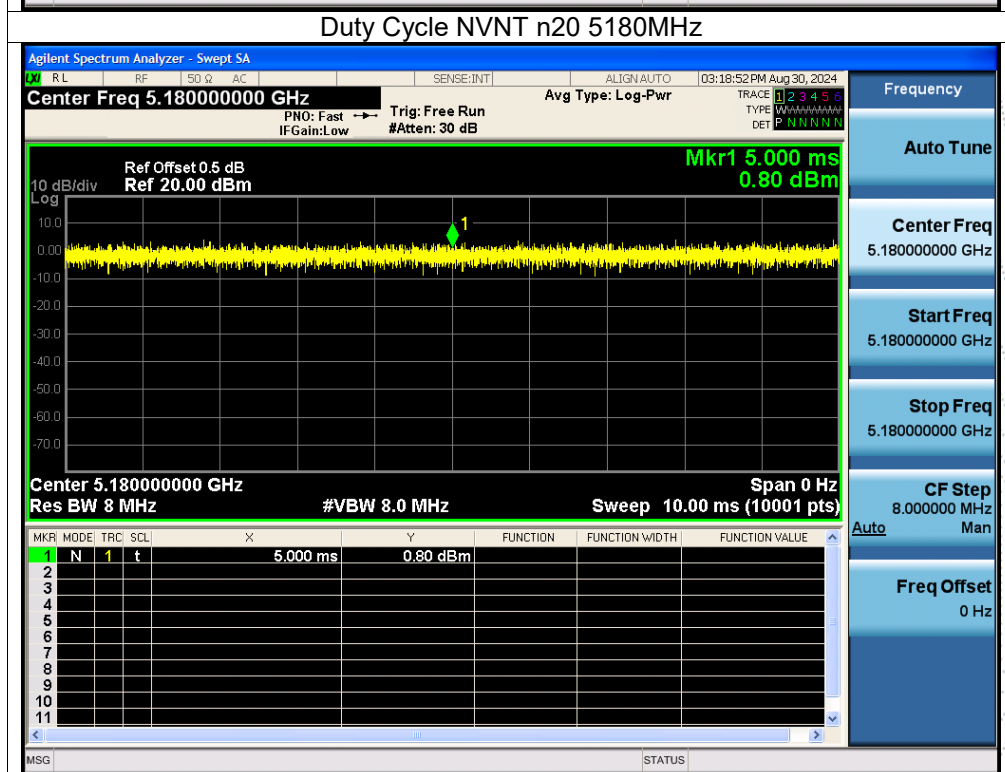 Duty Cycle NVNT n20 5180MHz
Agilent Spectrum Analyzer - Swept SA
LXI RL RF 50 Ω AC SENSE:INT ALIGN AUTO 03:18:52 PM Aug 30, 2024
Center Freq 5.180000000 GHz Avg Type: Log-Pwr TRACE 1 2 3 4 5 6
PNO: Fast Trig: Free Run TYPE WWWWWW
IFGain:Low #Atten: 30 dB DET P N N N N N
Frequency
Mkr1 5.000 ms
Ref Offset 0.5 dB
10 dB/div Ref 20.00 dBm 0.80 dBm
Log
10.0
1
0.00
-10.0
-20.0
-30.0
-40.0
-50.0
-60.0
-70.0
Center 5.180000000 GHz Span 0 Hz
Res BW 8 MHz #VBW 8.0 MHz Sweep 10.00 ms (10001 pts)
MKR MODE TRC SCL X Y FUNCTION FUNCTION WIDTH FUNCTION VALUE
1 N 1 t 5.000 ms 0.80 dBm
2
3
4
5
6
7
8
9
10
11
MSG STATUS
Auto Tune
Center Freq
5.180000000 GHz
Start Freq
5.180000000 GHz
Stop Freq
5.180000000 GHz
CF Step
8.000000 MHz
Auto Man
Freq Offset
0 Hz